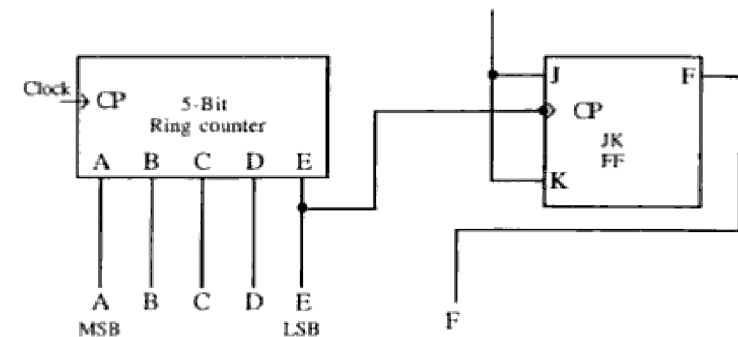 Clock
CP
5-Bit
Ring counter
A B C D E
A B C D E
MSB LSB
J F
CP
JK
FF
K
F